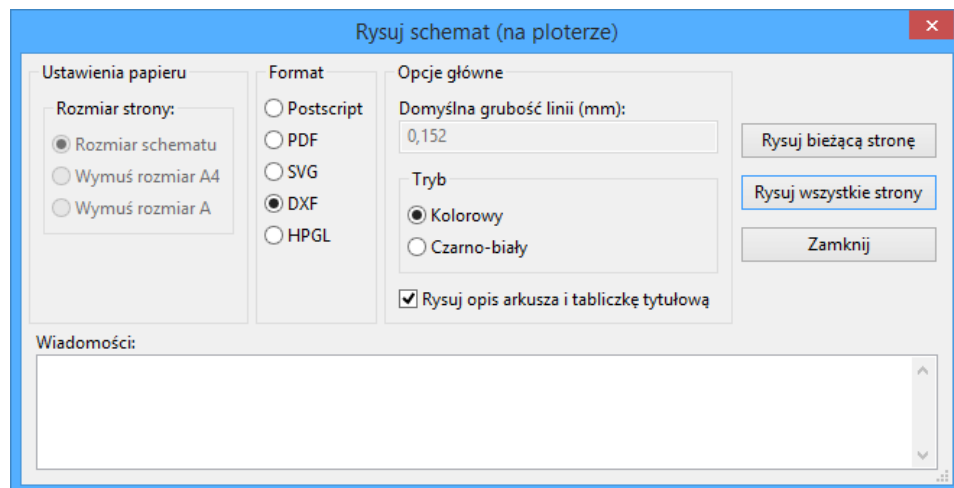 Rysuj schemat (na ploterze)
Ustawienia papieru
Rozmiar strony:
Rozmiar schematu
Wymuś rozmiar A4
Wymuś rozmiar A
Format
Postscript
PDF
SVG
DXF
HPGL
Opcje główne
Domyślna grubość linii (mm):
0,152
Tryb
Kolorowy
Czarno-biały
Rysuj opis arkusza i tabliczkę tytułową
Rysuj bieżącą stronę
Rysuj wszystkie strony
Zamknij
Wiadomości: